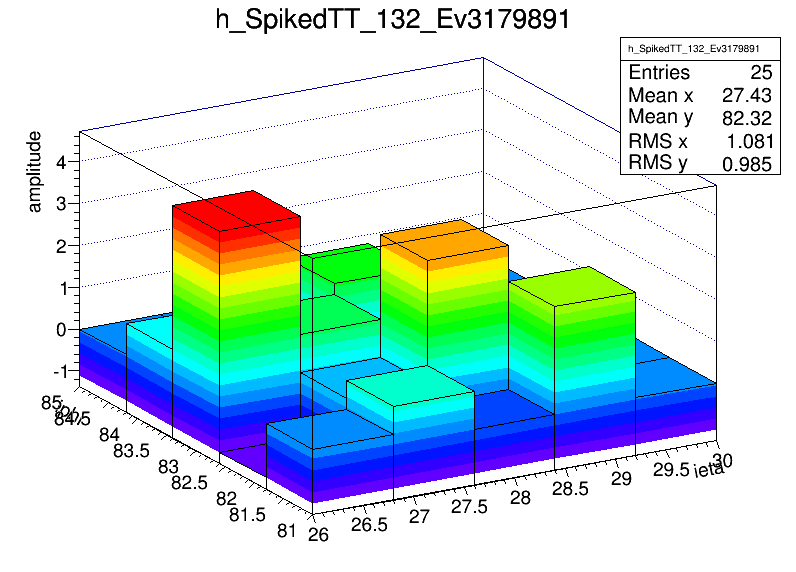 h_SpikedTT_132_Ev3179891
h_SpikedTT_132_Ev3179891
Entries 25
Mean x 27.43
Mean y 82.32
RMS x 1.081
RMS y 0.985
amplitude
4
3
2
1
0
-1
85
84.5
84
83.5
83
82.5
82
81.5
81
26
26.5
27
27.5
28
28.5
29
29.5
30
ieta